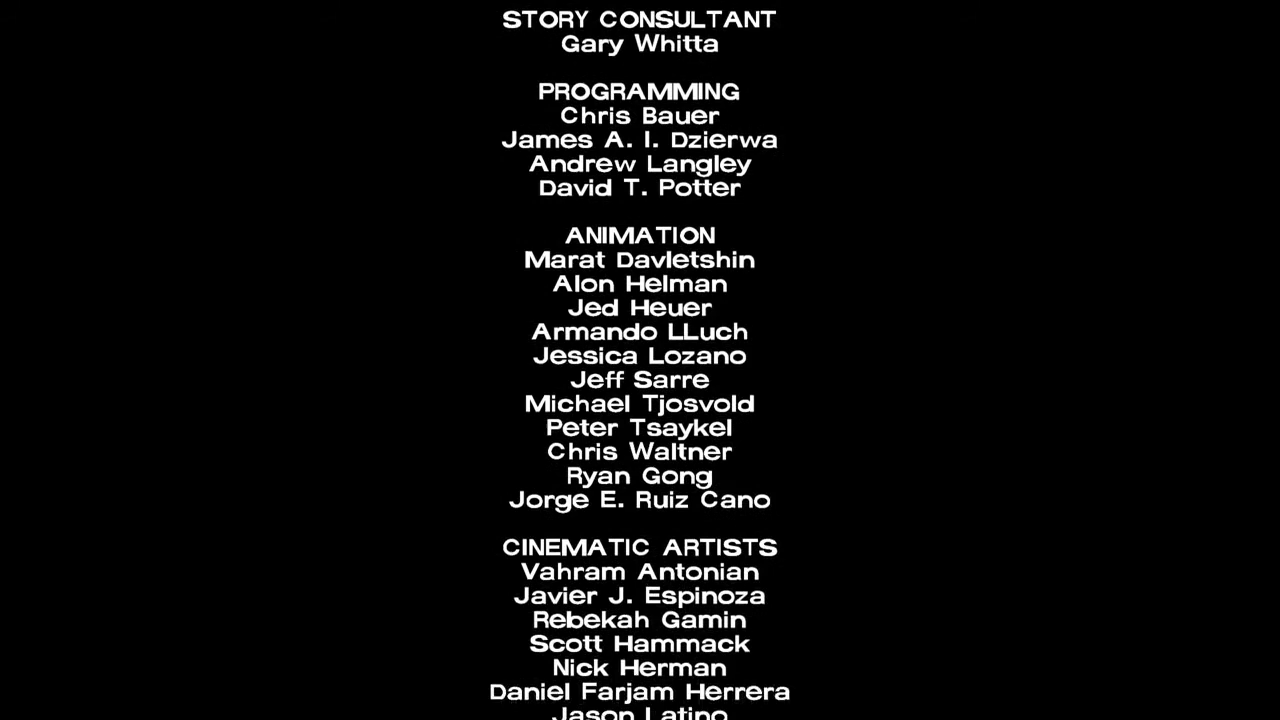 STORY CONSULTANT
Gary Whitta
PROGRAMMING
Chris Bauer
James A. I. Dzierwa
Andrew Langley
David T. Potter
ANIMATION
Marat Davletshin
Alon Helman
Jed Heuer
Armando LLuch
Jessica Lozano
Jeff Sarre
Michael Tjosvold
Peter Tsaykel
Chris Waltner
Ryan Gong
Jorge E. Ruiz Cano
CINEMATIC ARTISTS
Vahram Antonian
Javier J. Espinoza
Rebekah Gamin
Scott Hammack
Nick Herman
Daniel Farjam Herrera
Jason Latino